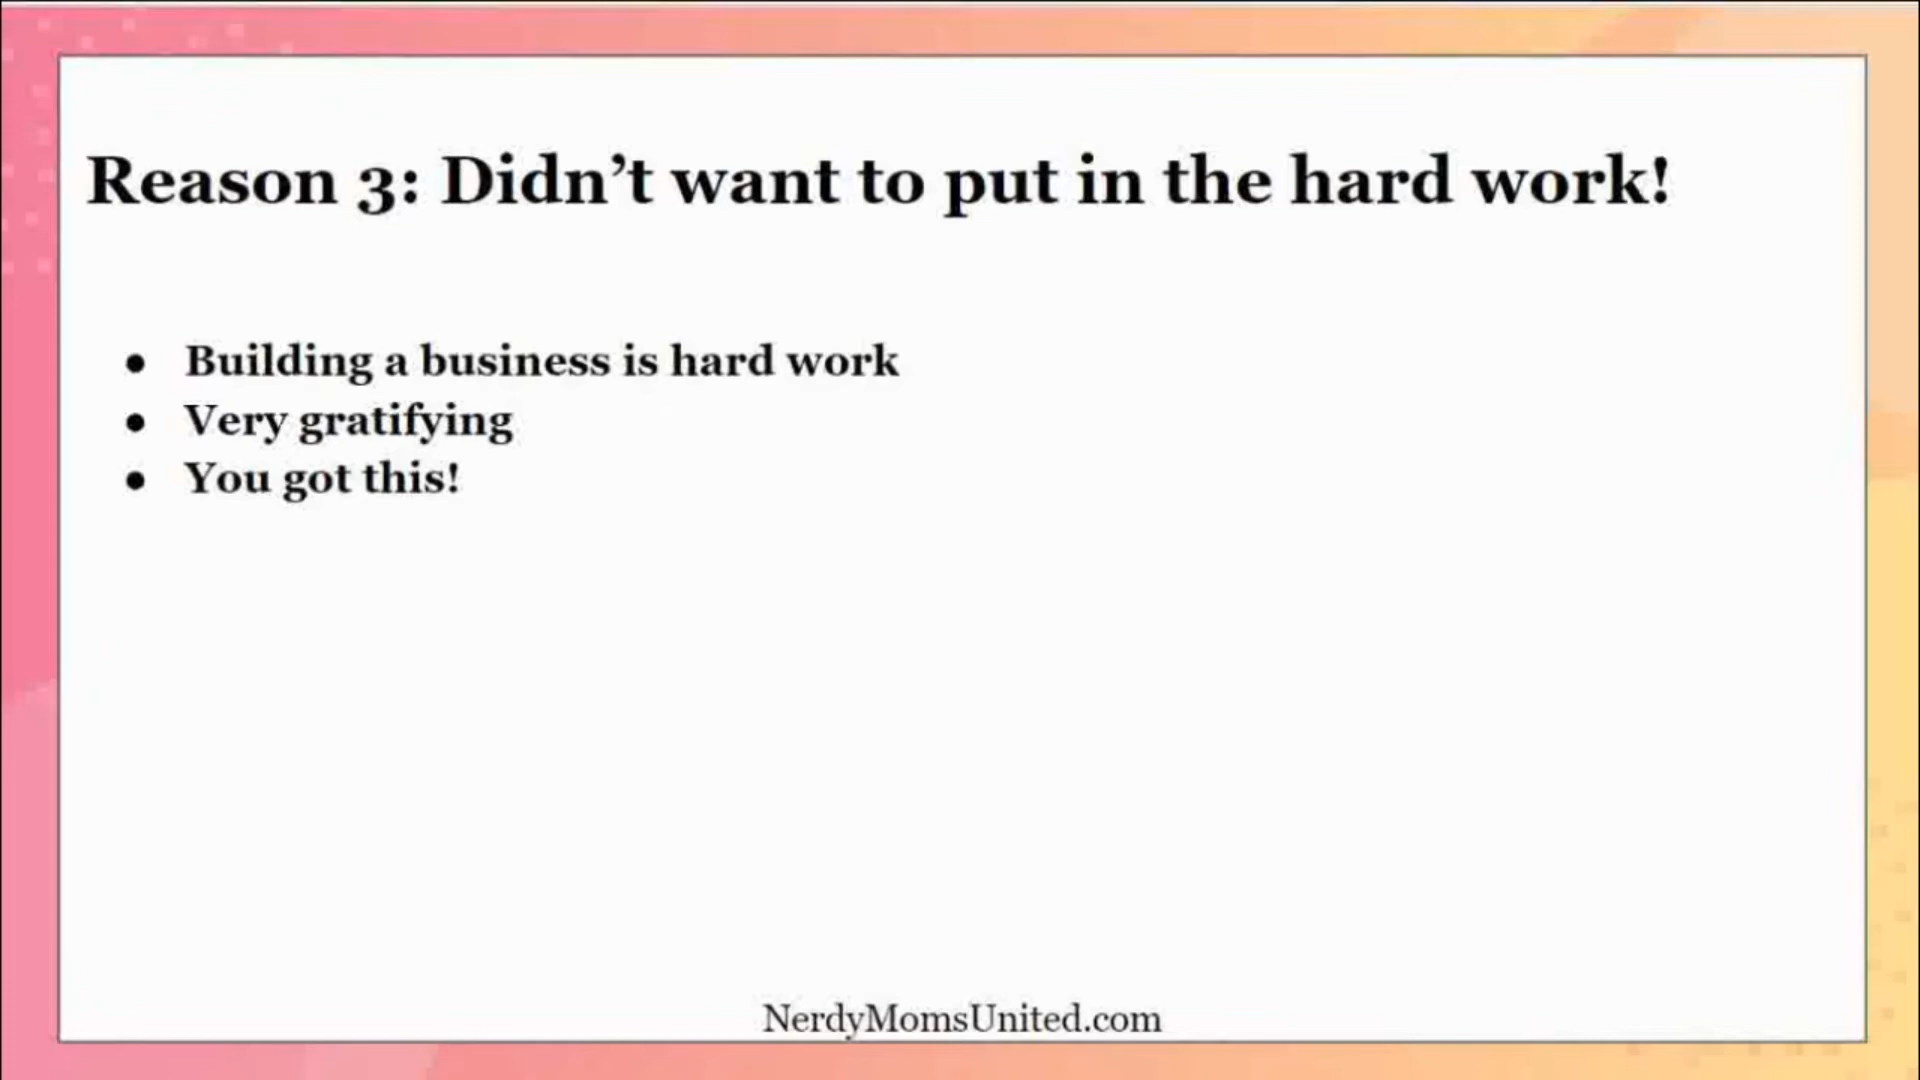 Reason 3: Didn’t want to put in the hard work!
● Building a business is hard work
● Very gratifying
● You got this!
NerdyMomsUnited.com